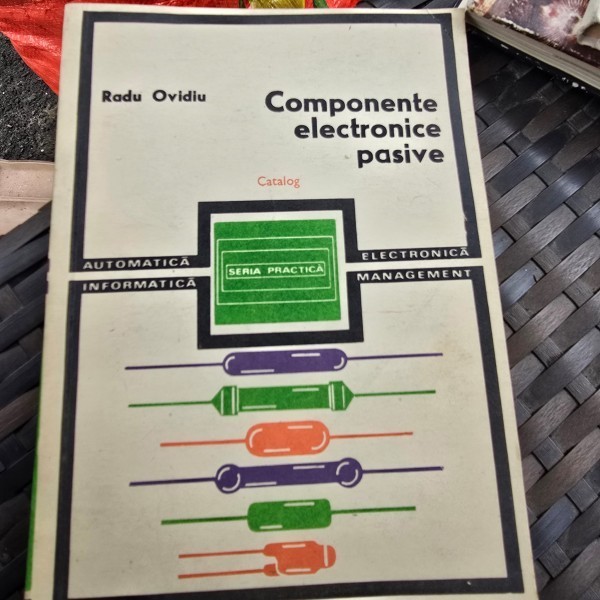 Radu Ovidiu
Componente
electronice
pasive
Catalog
AUTOMATICĂ
ELECTRONICĂ
SERIA PRACTICĂ
INFORMATICĂ
MANAGEMENT